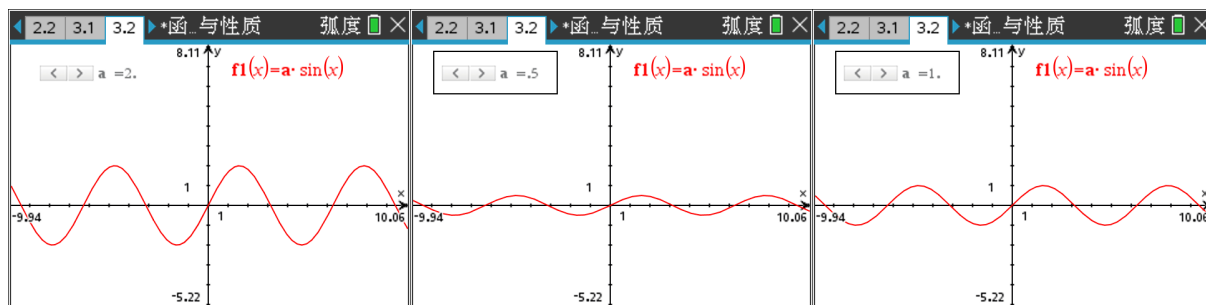 2.2 3.1 3.2 *函...与性质 弧度
8.11 y
a =2.
f1(x)=a· sin(x)
1
x
-9.94
1
10.06
-5.22
2.2 3.1 3.2 *函...与性质 弧度
8.11 y
a =.5
f1(x)=a· sin(x)
1
x
-9.94
1
10.06
-5.22
2.2 3.1 3.2 *函...与性质 弧度
8.11 y
a =1.
f1(x)=a· sin(x)
1
x
-9.94
1
10.06
-5.22